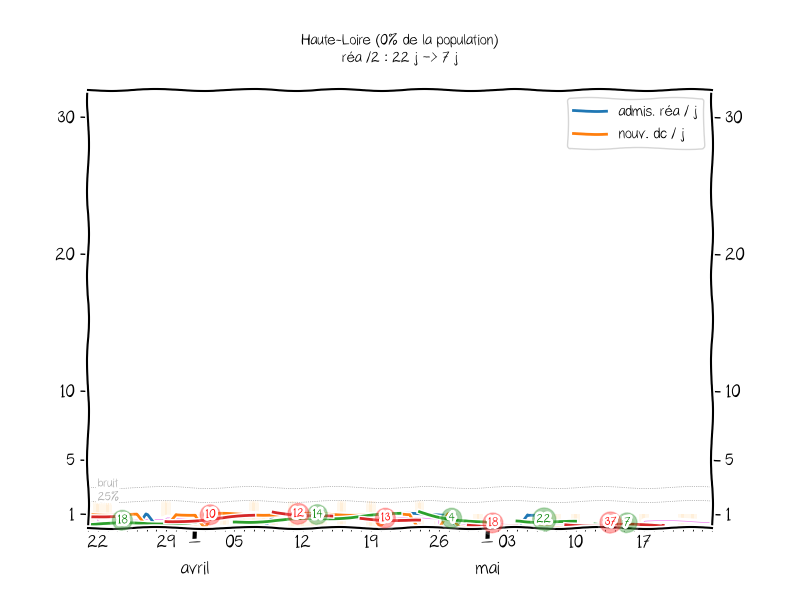 Haute-Loire (0% de la population)
réa /2 : 22 j -> 7 j
admis. réa / j
nouv. dc / j
30 30
20 20
10 10
5 5
bruit
25%
1 1
18 10 12 14 13 4 18 22 37 7
22 29 05 12 19 26 03 10 17
avril mai